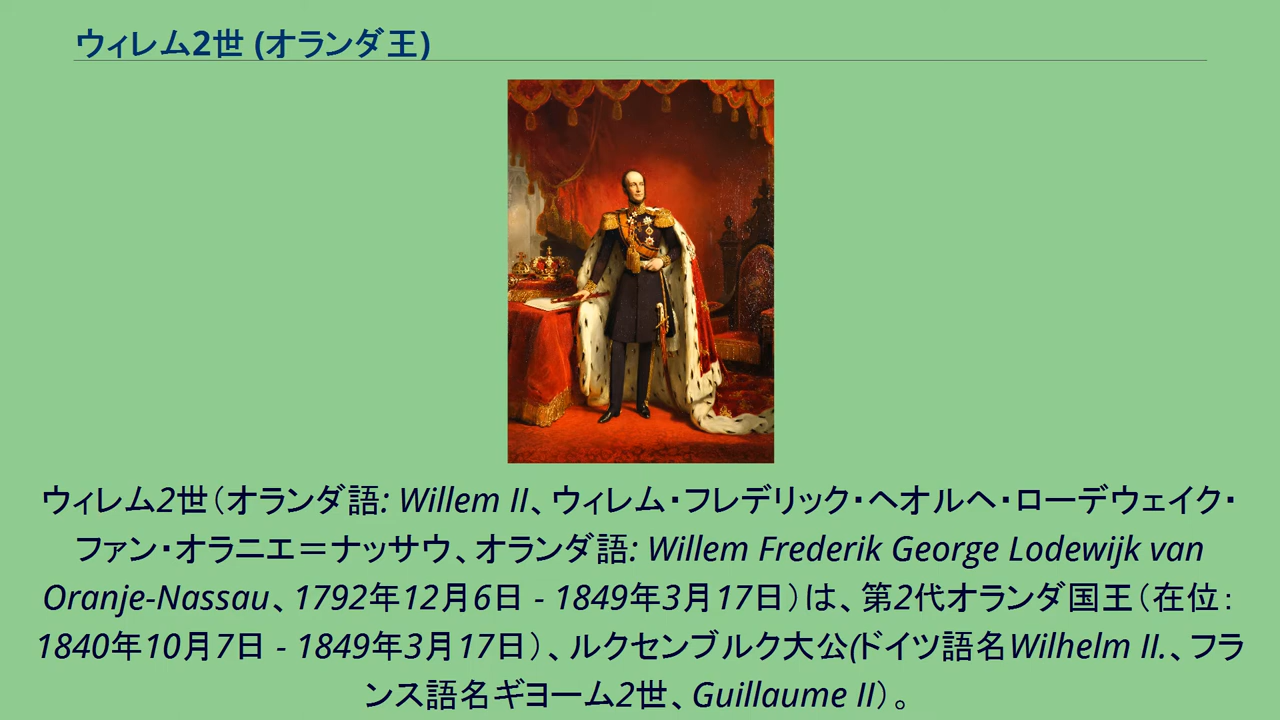 ウィレム2世 (オランダ王)
ウィレム2世（オランダ語: Willem II、ウィレム・フレデリック・ヘオルヘ・ローデウェイク・
ファン・オラニエ＝ナッサウ、オランダ語: Willem Frederik George Lodewijk van
Oranje-Nassau、1792年12月6日 - 1849年3月17日）は、第2代オランダ国王（在位：
1840年10月7日 - 1849年3月17日）、ルクセンブルク大公(ドイツ語名Wilhelm II.、フラ
ンス語名ギヨーム2世、Guillaume II）。